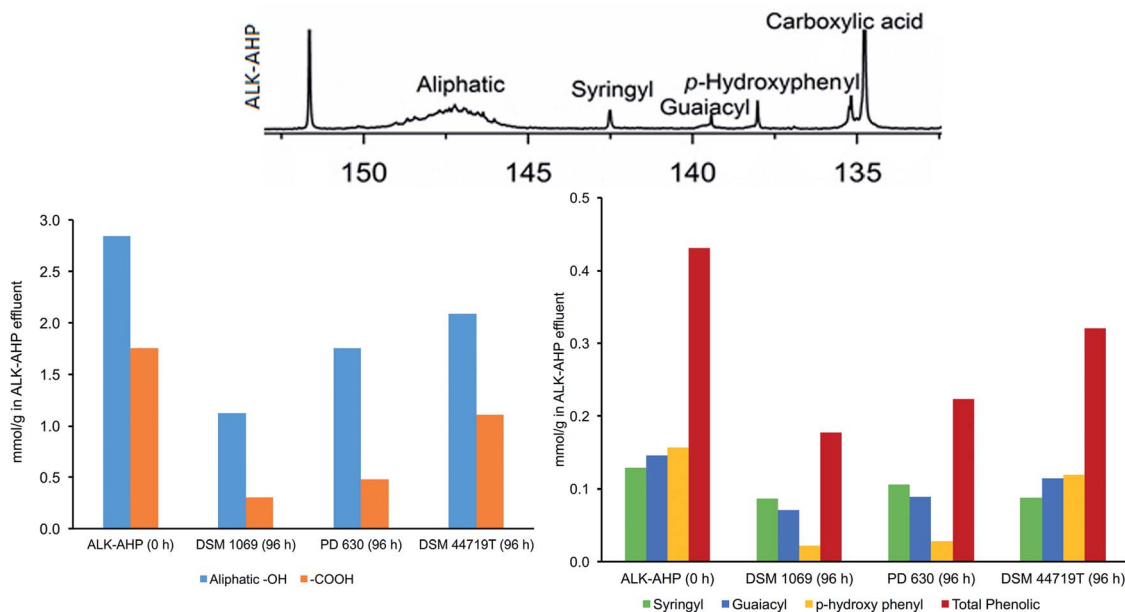 ALK-AHP
Aliphatic
Syringyl
Guaiacyl
p-Hydroxyphenyl
Carboxylic acid
150 145 140 135
mmol/g in ALK-AHP effluent
3.0
2.5
2.0
1.5
1.0
0.5
0.0
ALK-AHP (0 h) DSM 1069 (96 h) PD 630 (96 h) DSM 44719T (96 h)
Aliphatic -OH -COOH
mmol/g in ALK-AHP effluent
0.5
0.4
0.3
0.2
0.1
0.0
ALK-AHP (0 h) DSM 1069 (96 h) PD 630 (96 h) DSM 44719T (96 h)
Syringyl Guaiacyl p-hydroxy phenyl Total Phenolic